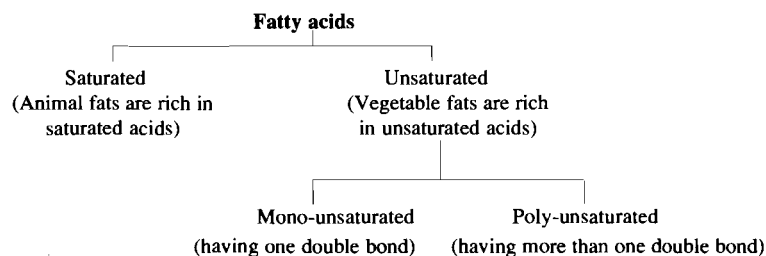 Fatty acids
Saturated
(Animal fats are rich in
saturated acids)
Unsaturated
(Vegetable fats are rich
in unsaturated acids)
Mono-unsaturated
(having one double bond)
Poly-unsaturated
(having more than one double bond)